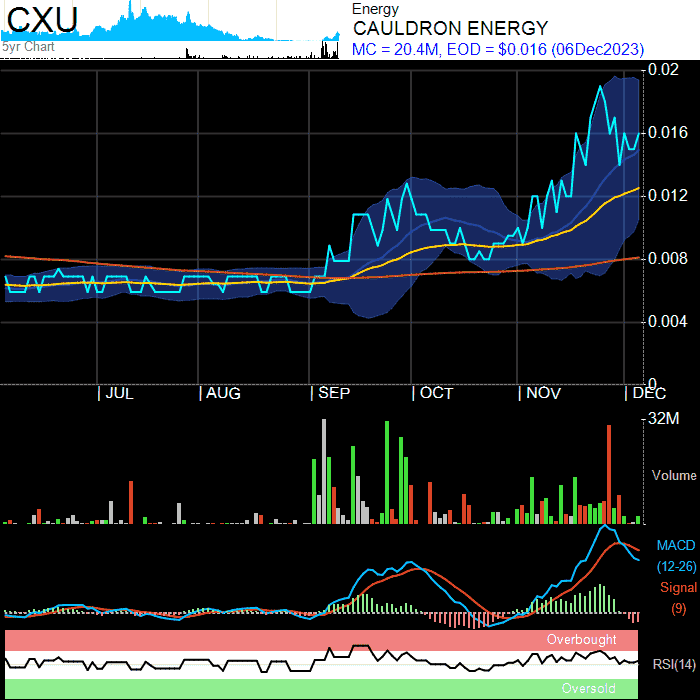 CXU
5yr Chart
Energy
CAULDRON ENERGY
MC = 20.4M, EOD = $0.016 (06Dec2023)
0.02
0.016
0.012
0.008
0.004
0
| JUL | AUG | SEP | OCT | NOV | DEC
32M
Volume
MACD
(12-26)
Signal
(9)
Overbought
RSI(14)
Oversold